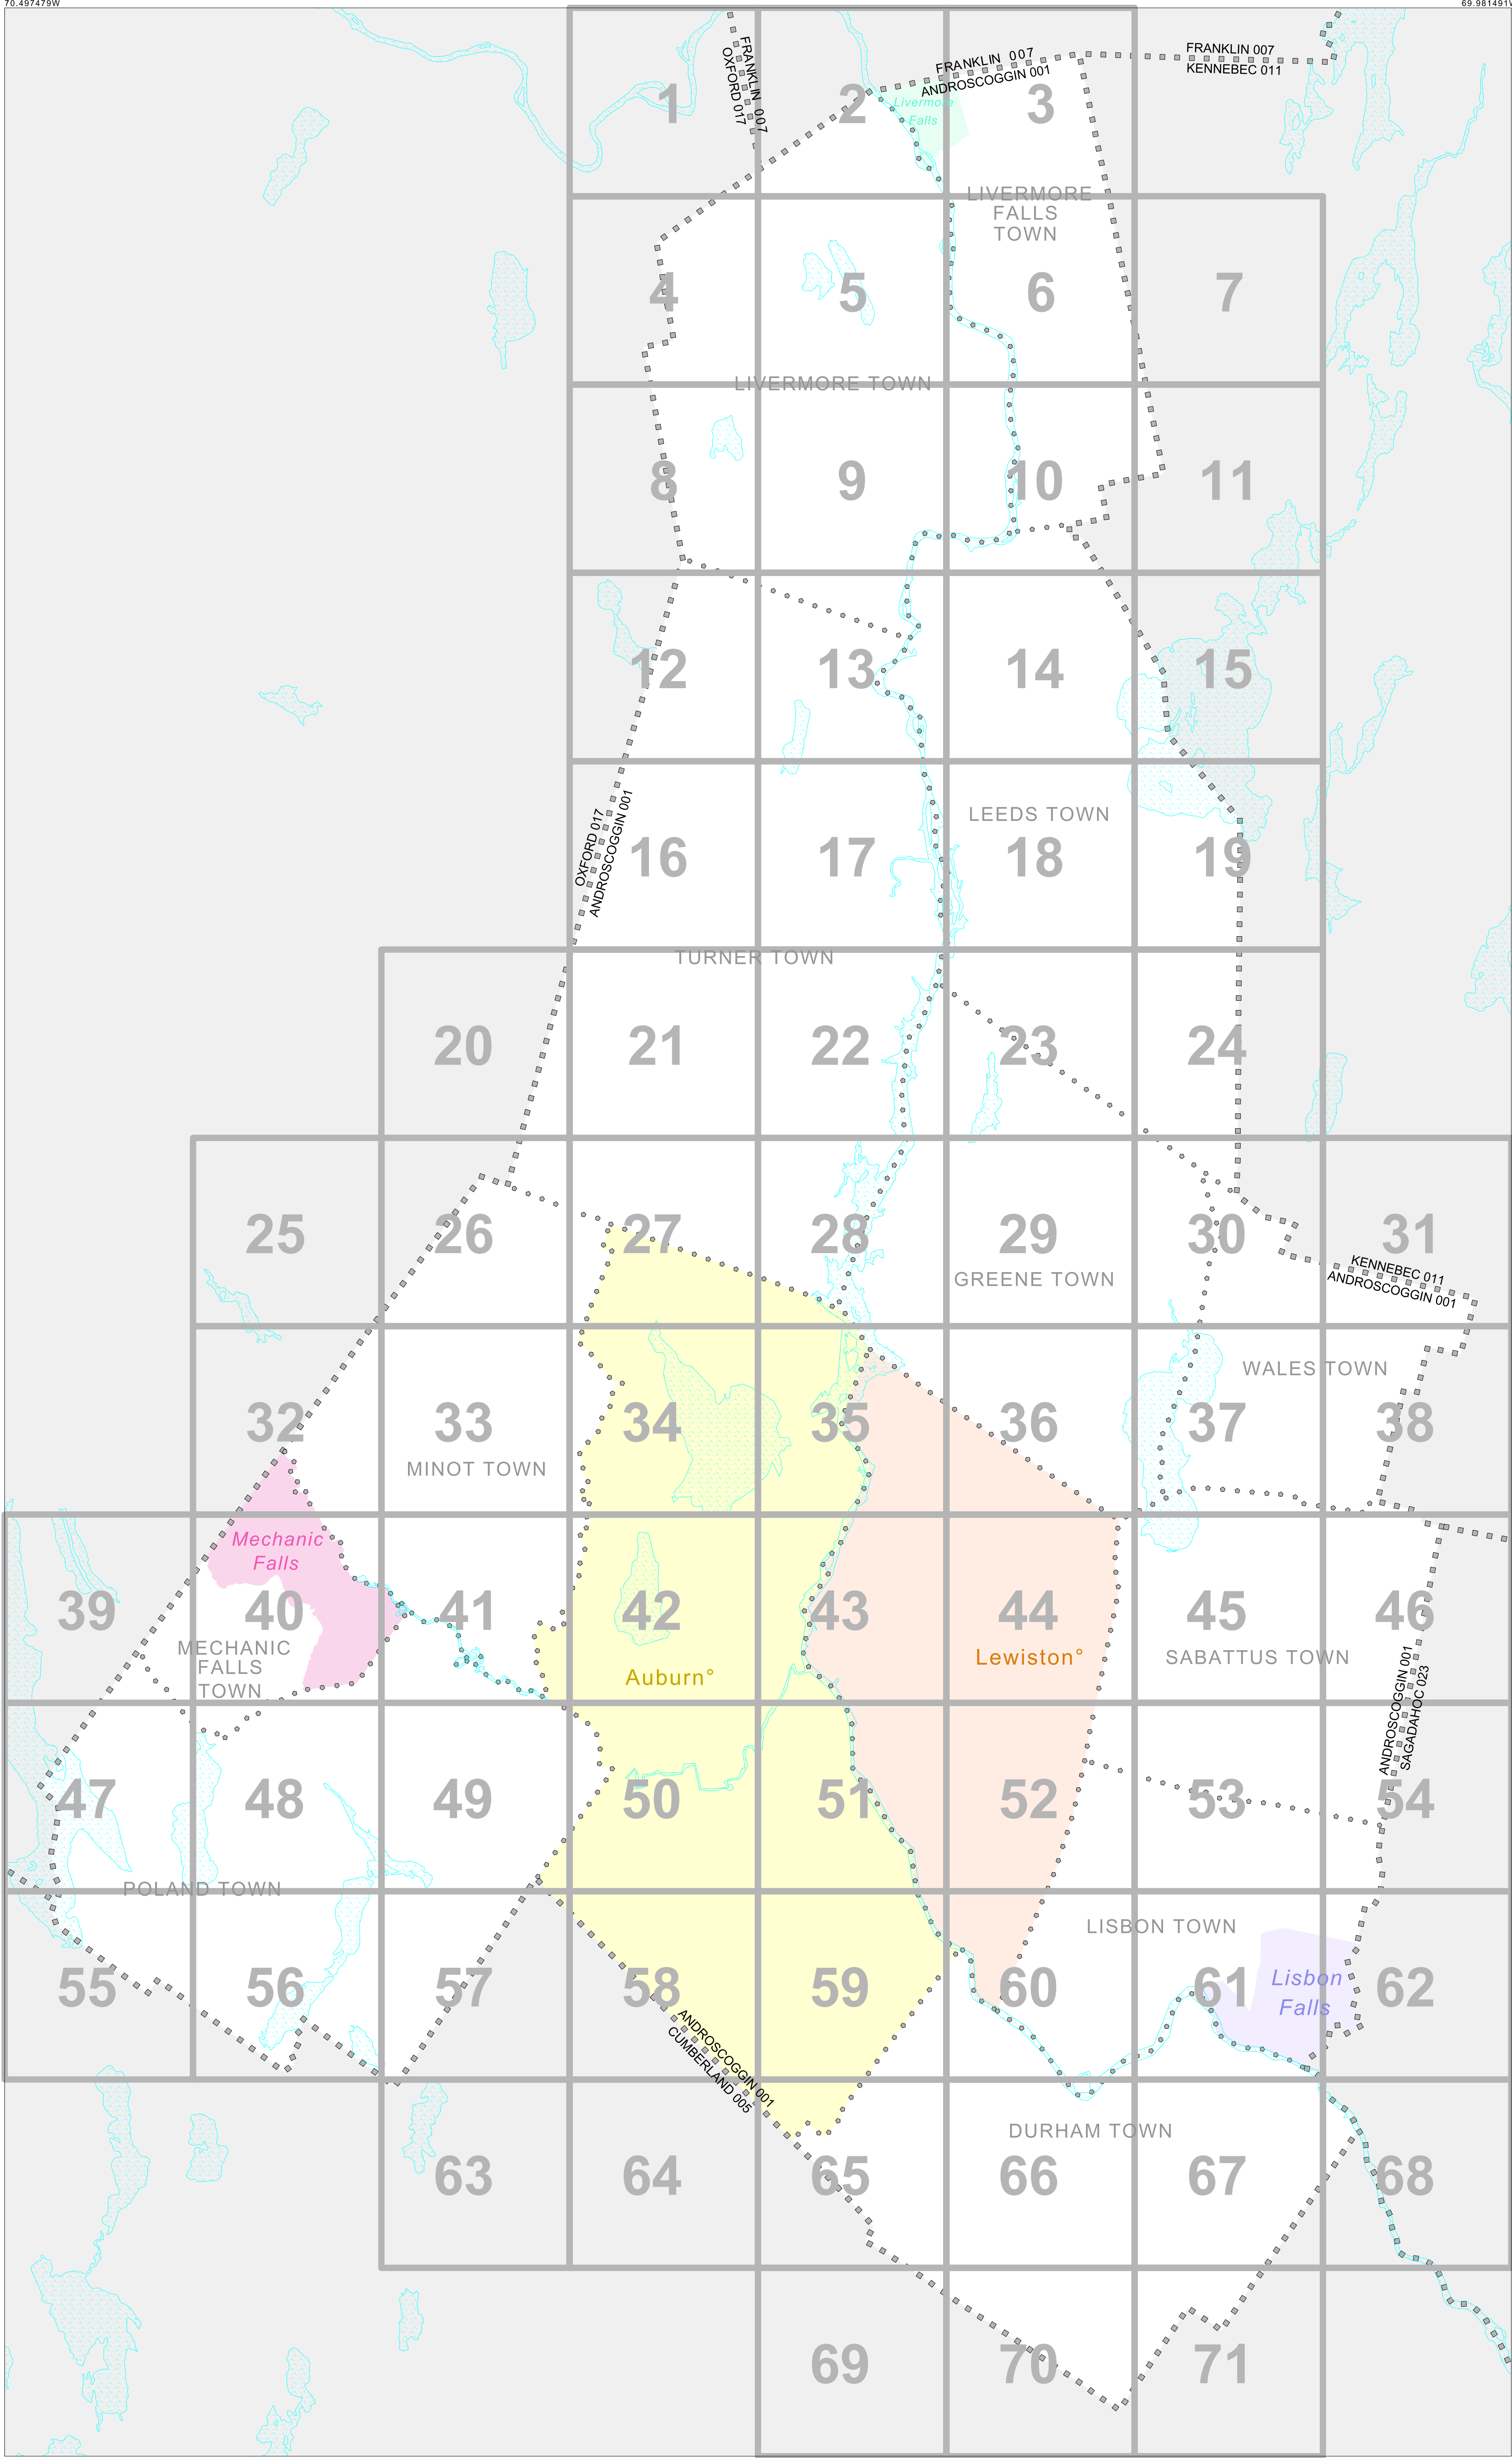 70.497479W
69.981491W
FRANKLIN 007
OXFORD 017
FRANKLIN 007
ANDROSCOGGIN 001
FRANKLIN 007
KENNEBEC 011
1
2
3
Livermore
Falls
LIVERMORE
FALLS
TOWN
4
5
6
7
LIVERMORE TOWN
8
9
10
11
12
13
14
15
OXFORD 017
ANDROSCOGGIN 001
LEEDS TOWN
16
17
18
19
TURNER TOWN
20
21
22
23
24
25
26
27
28
29
30
31
GREENE TOWN
KENNEBEC 011
ANDROSCOGGIN 001
WALES TOWN
32
33
34
35
36
37
38
MINOT TOWN
Mechanic
Falls
39
40
41
42
43
44
45
46
MECHANIC
FALLS
TOWN
Auburn°
Lewiston°
SABATTUS TOWN
ANDROSCOGGIN 001
SAGADAHOC 023
47
48
49
50
51
52
53
54
POLAND TOWN
LISBON TOWN
55
56
57
58
59
60
61
62
Lisbon
Falls
ANDROSCOGGIN 001
CUMBERLAND 005
DURHAM TOWN
63
64
65
66
67
68
69
70
71